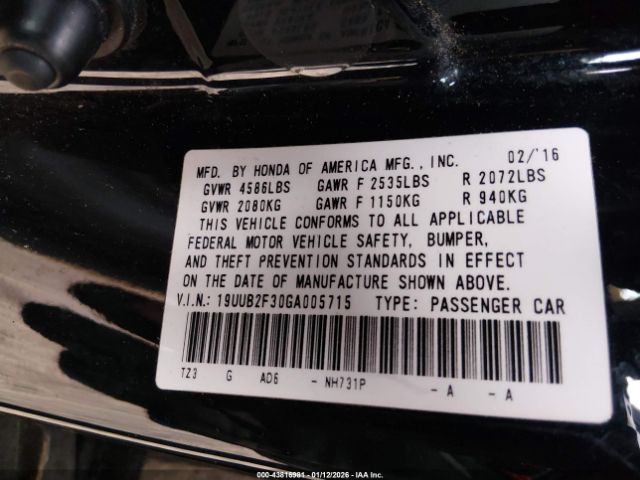 MFD. BY HONDA OF AMERICA MFG., INC. 02/'16
GVWR 4586LBS GAWR F 2535LBS R 2072LBS
GVWR 2080KG GAWR F 1150KG R 940KG
THIS VEHICLE CONFORMS TO ALL APPLICABLE
FEDERAL MOTOR VEHICLE SAFETY, BUMPER,
AND THEFT PREVENTION STANDARDS IN EFFECT
ON THE DATE OF MANUFACTURE SHOWN ABOVE.
V.I.N.: 19UUB2F30GA005715 TYPE: PASSENGER CAR
TZ3 G AD6 - NH731P - A - A
000-43816981 - 01/12/2026 - IAA Inc.